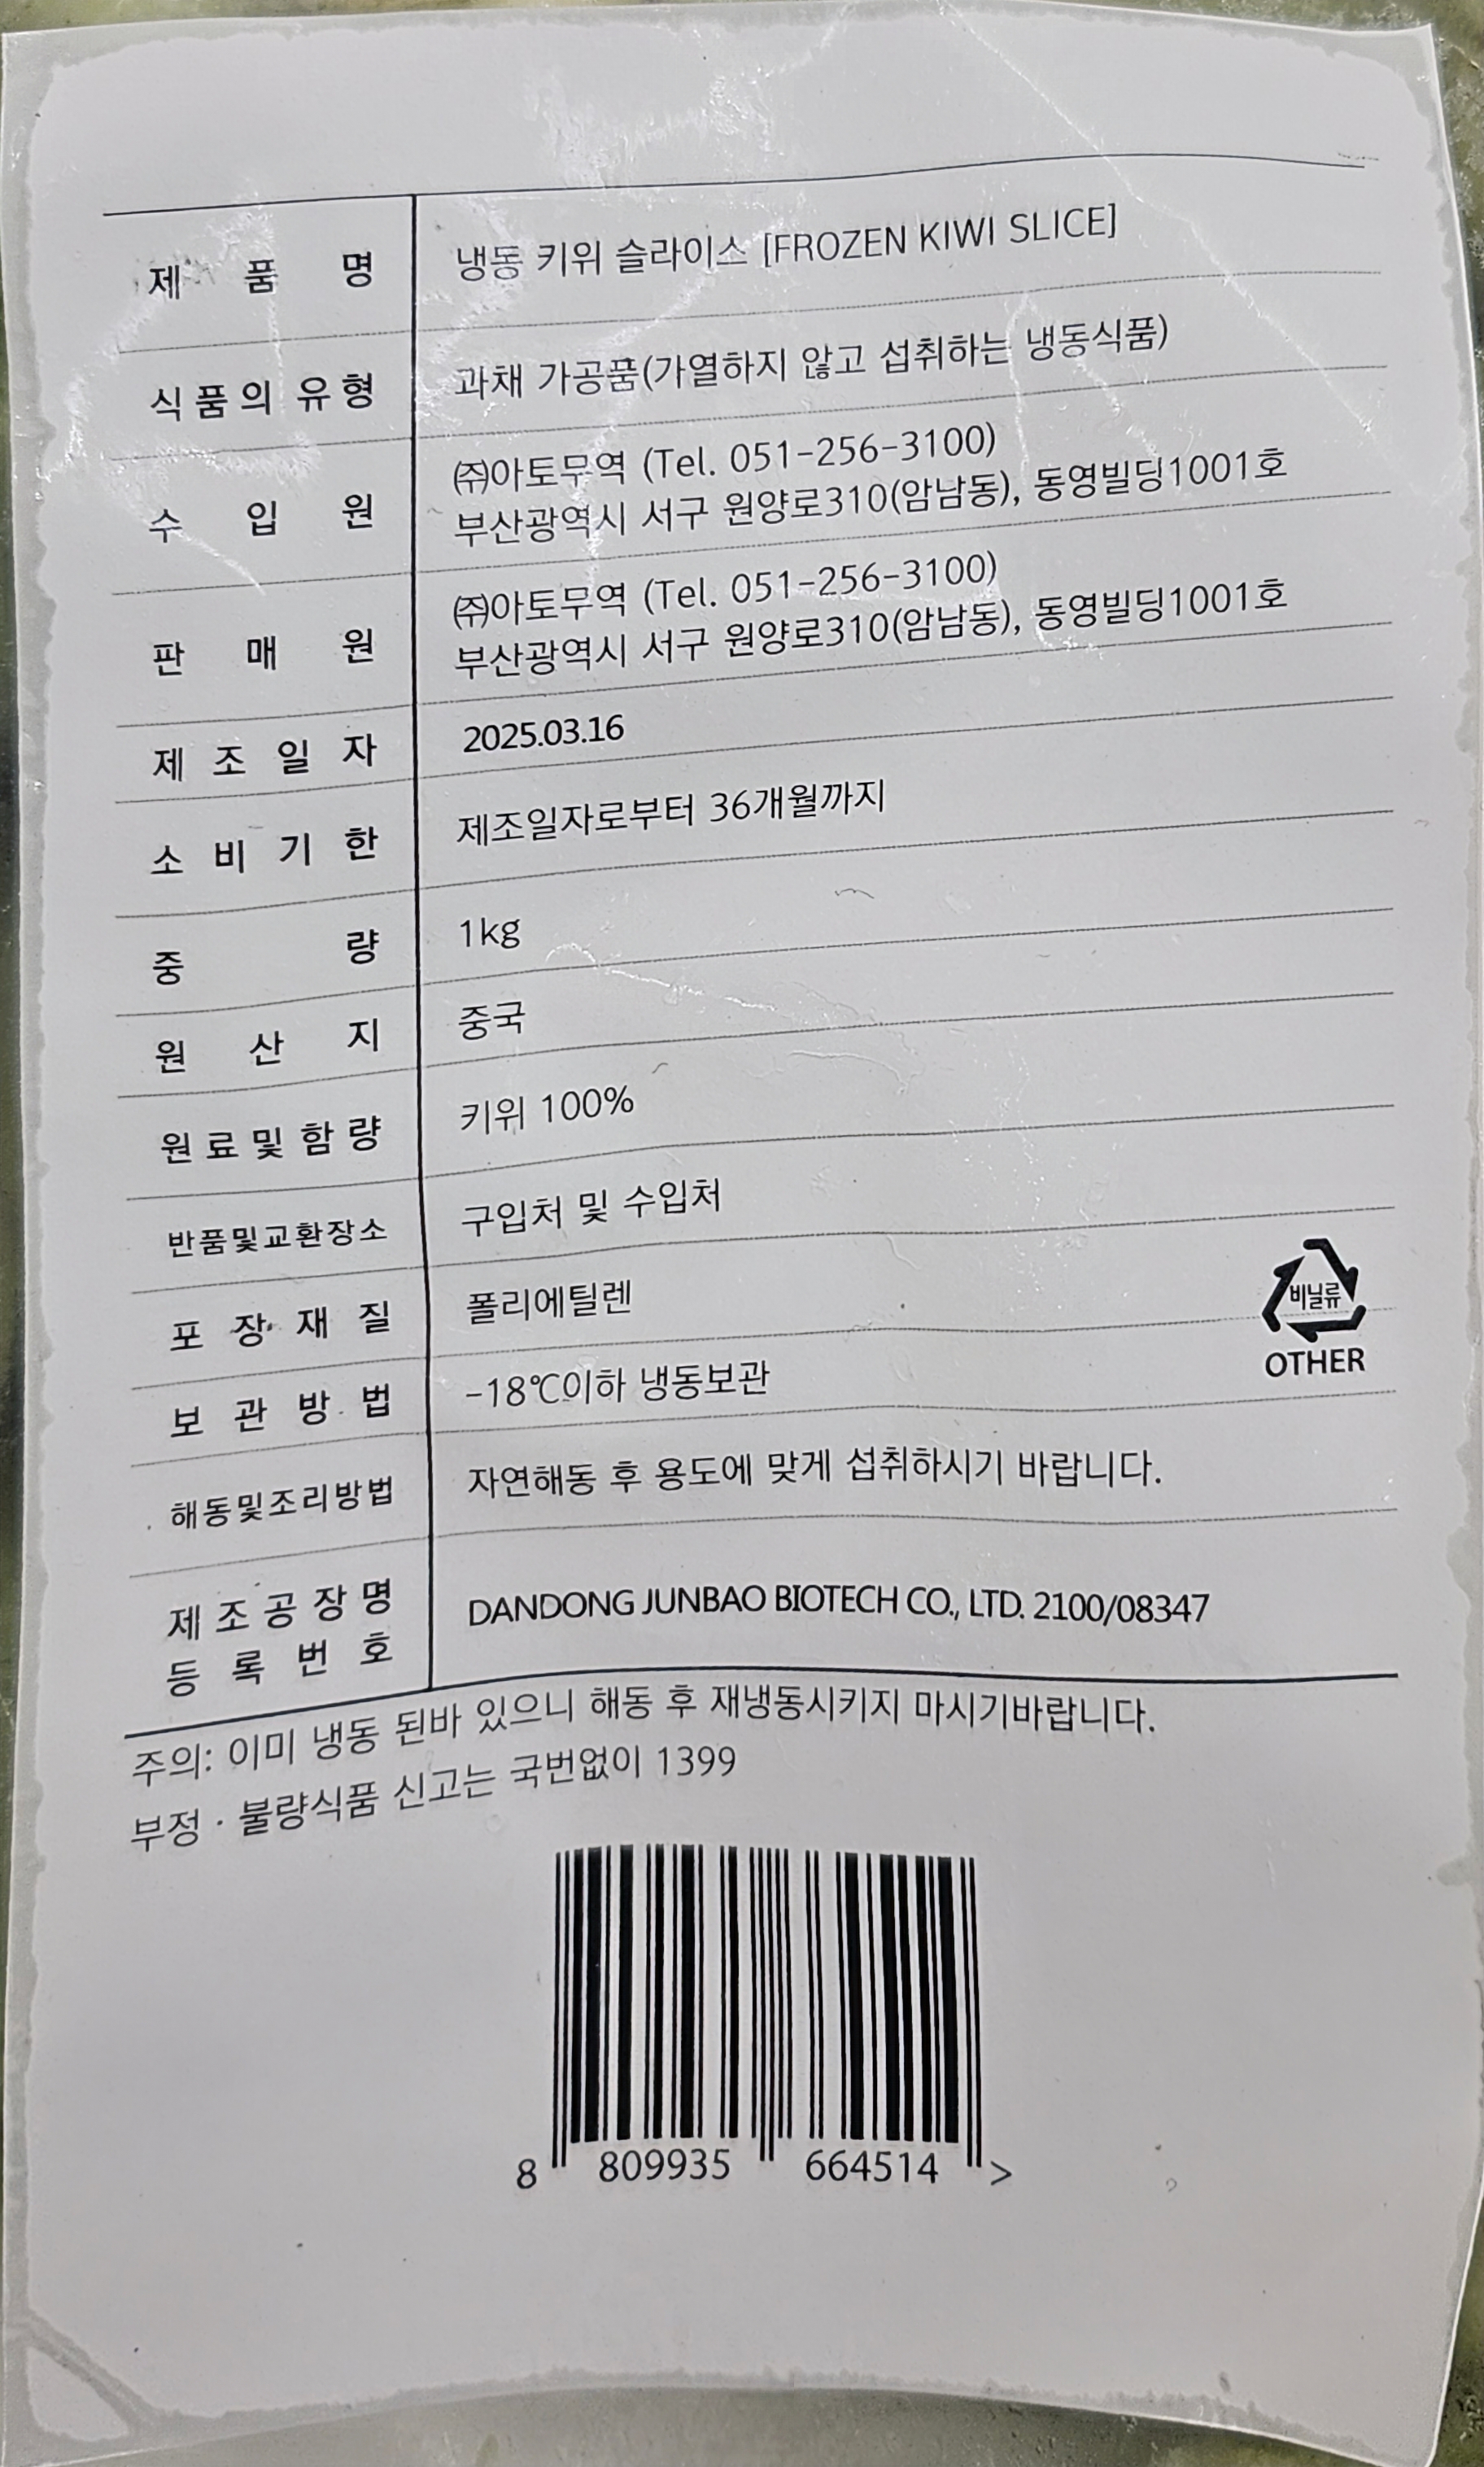 제품명 냉동 키위 슬라이스 [FROZEN KIWI SLICE]
식품의 유형 과채 가공품(가열하지 않고 섭취하는 냉동식품)
수입원 ㈜아토무역 (Tel. 051-256-3100)
부산광역시 서구 원양로310(암남동), 동영빌딩1001호
판매원 ㈜아토무역 (Tel. 051-256-3100)
부산광역시 서구 원양로310(암남동), 동영빌딩1001호
제조일자 2025.03.16
소비기한 제조일자로부터 36개월까지
중량 1kg
원산지 중국
원료및함량 키위 100%
반품및교환장소 구입처 및 수입처
포장재질 폴리에틸렌
비닐류
OTHER
보관방법 -18℃이하 냉동보관
해동및조리방법 자연해동 후 용도에 맞게 섭취하시기 바랍니다.
제조공장명
등록번호 DANDONG JUNBAO BIOTECH CO., LTD. 2100/08347
주의: 이미 냉동 된바 있으니 해동 후 재냉동시키지 마시기바랍니다.
부정 · 불량식품 신고는 국번없이 1399
8 809935 664514 >